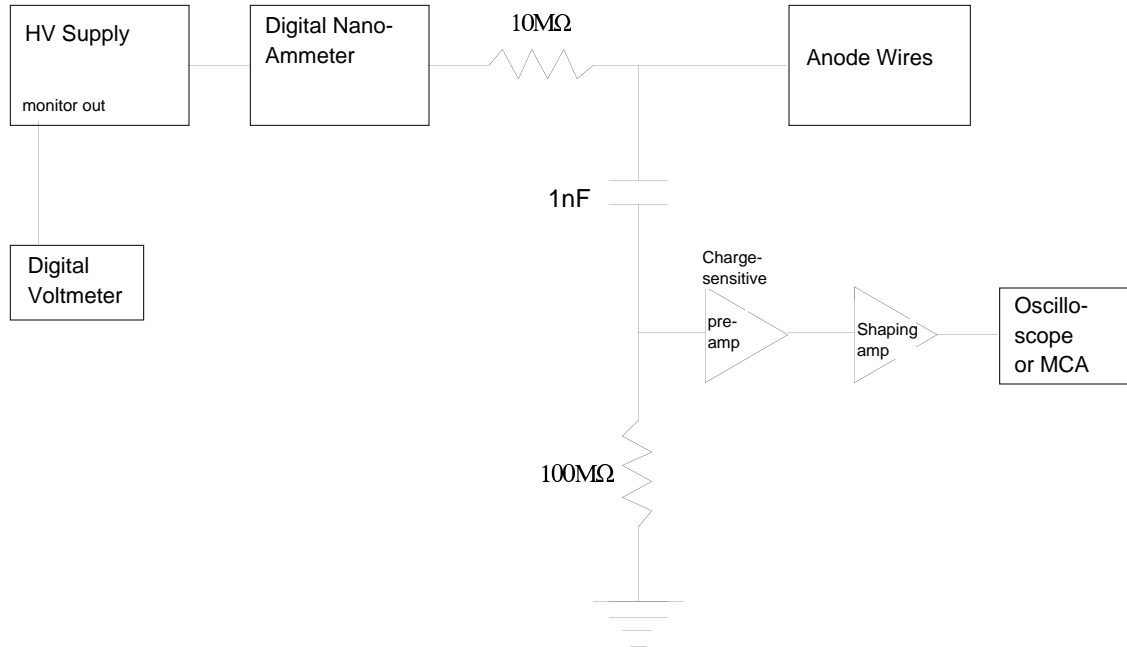 HV Supply
monitor out
Digital Nano-
Ammeter
10MΩ
Anode Wires
1nF
Digital
Voltmeter
Charge-
sensitive
pre-
amp
Shaping
amp
Oscillo-
scope
or MCA
100MΩ